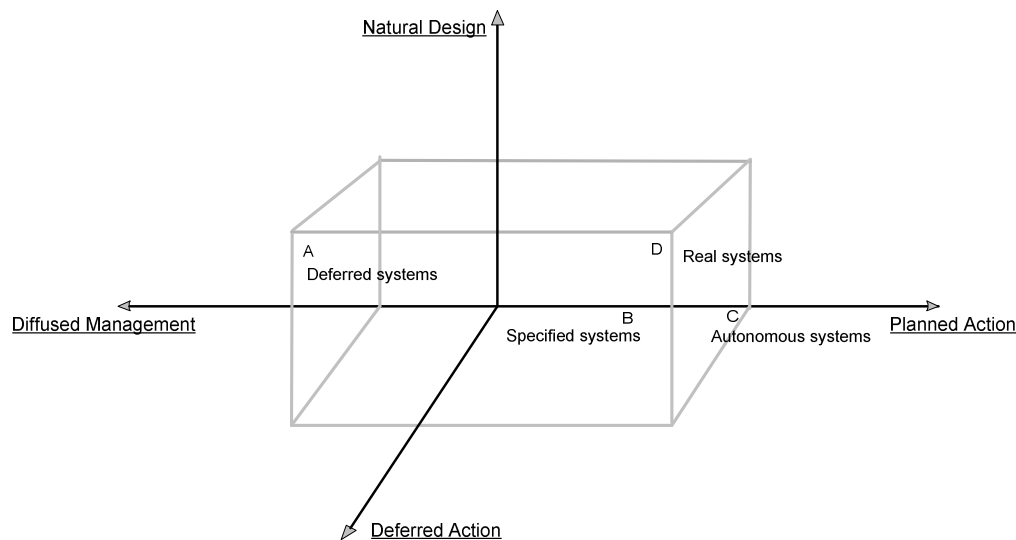 Natural Design
A
Deferred systems
D
Real systems
Diffused Management
B
Specified systems
C
Autonomous systems
Planned Action
Deferred Action